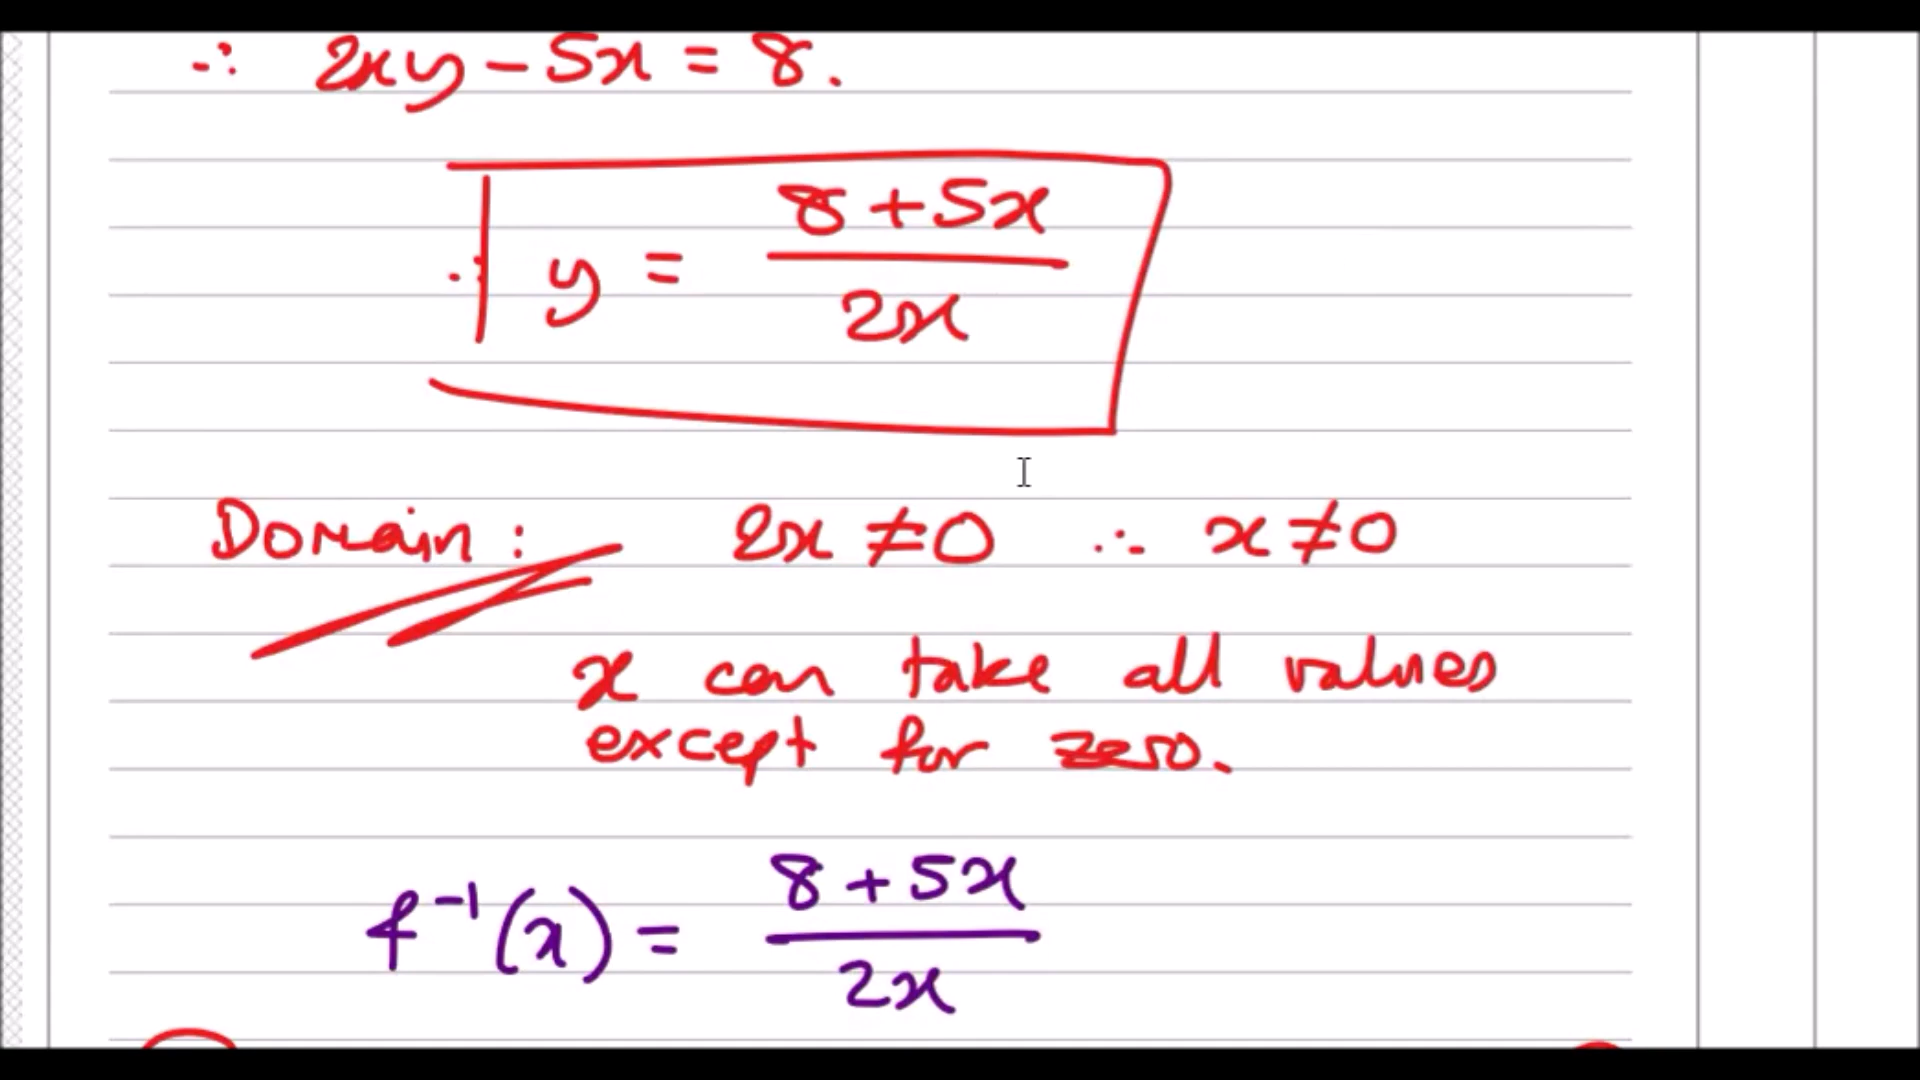 ∴ 2xy - 5x = 8.
∴ y = (8 + 5x)/(2x)
Domain: 2x ≠ 0 ∴ x ≠ 0
x can take all values
except for zero.
f⁻¹(x) = (8 + 5x)/(2x)